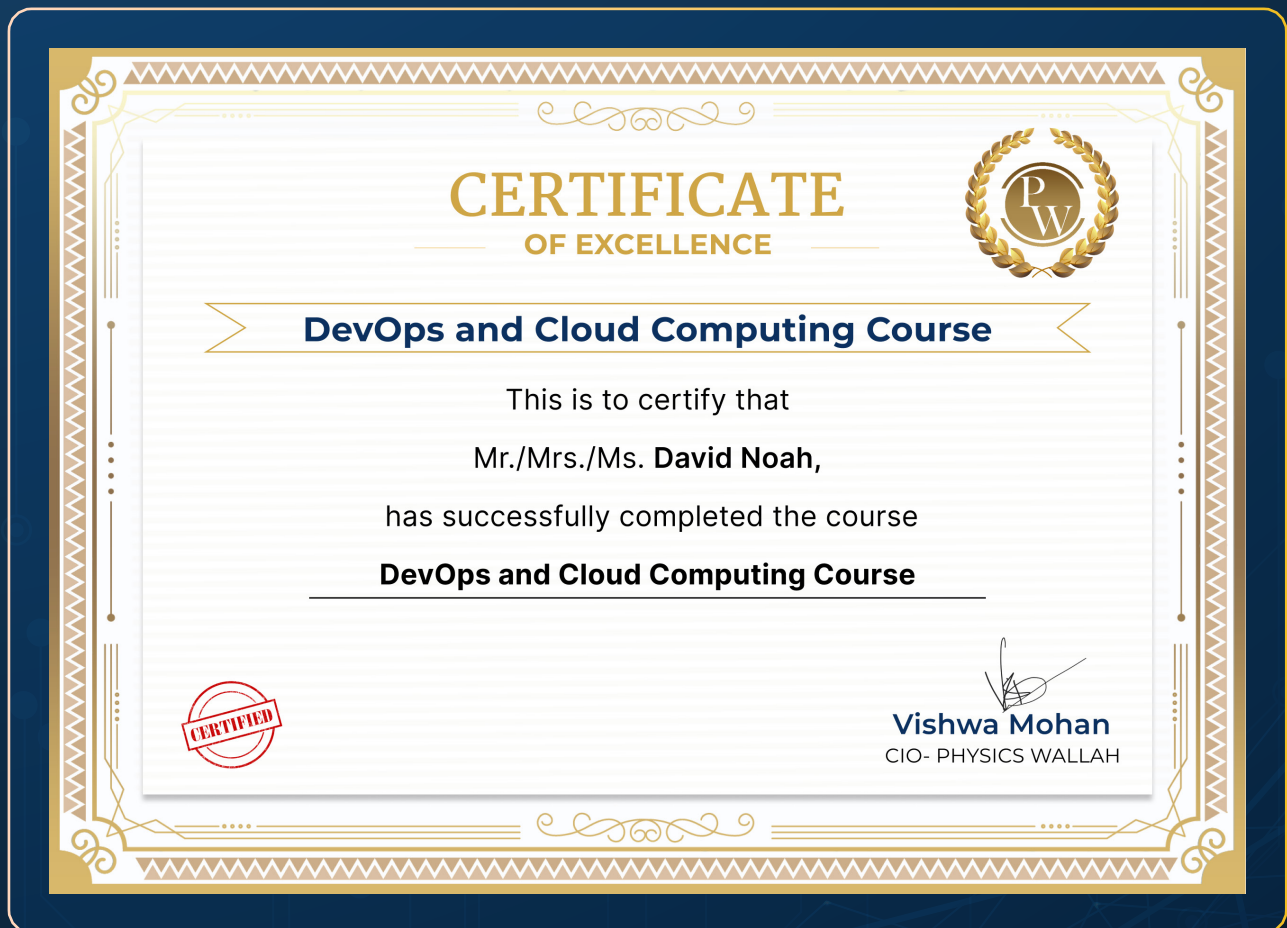 CERTIFICATE
OF EXCELLENCE
PW
DevOps and Cloud Computing Course
This is to certify that
Mr./Mrs./Ms. David Noah,
has successfully completed the course
DevOps and Cloud Computing Course
CERTIFIED
Vishwa Mohan
CIO- PHYSICS WALLAH